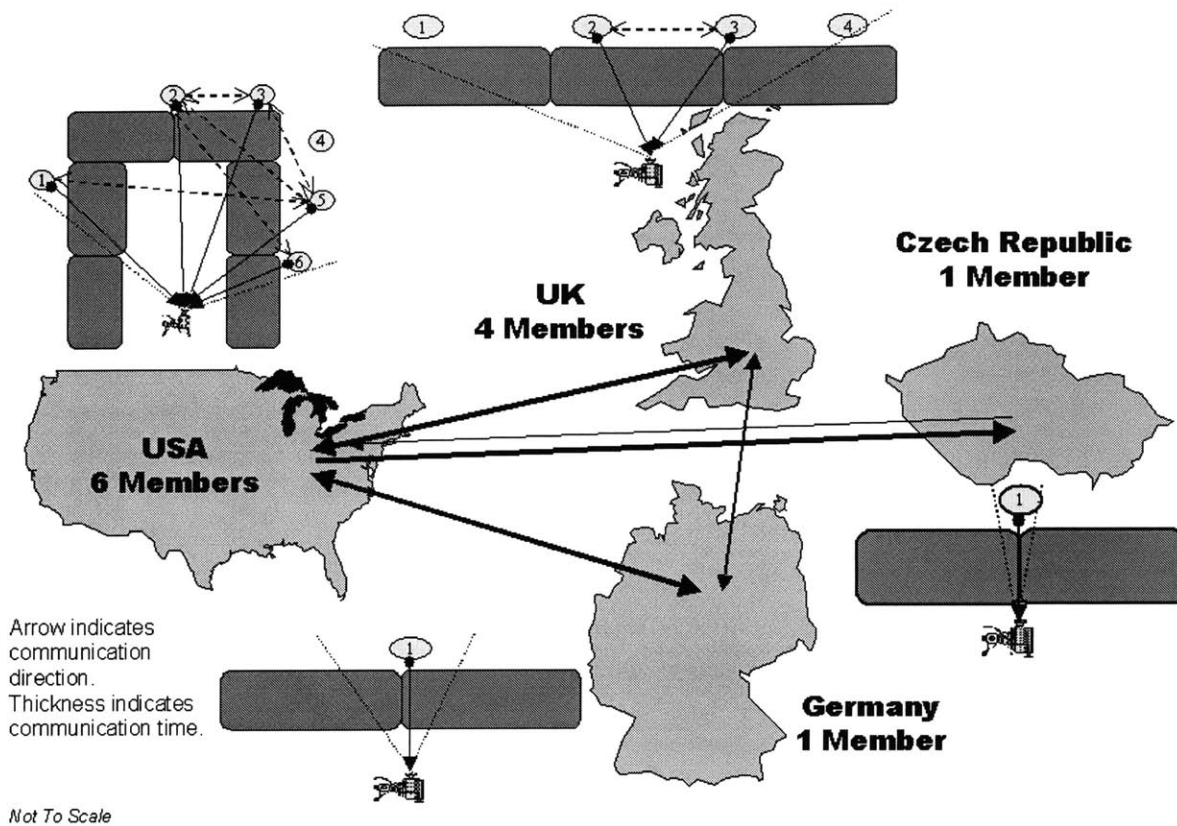 1
2
3
4
2
3
4
1
5
6
Czech Republic
1 Member
UK
4 Members
USA
6 Members
1
Arrow indicates
communication
direction.
Thickness indicates
communication time.
1
Germany
1 Member
Not To Scale